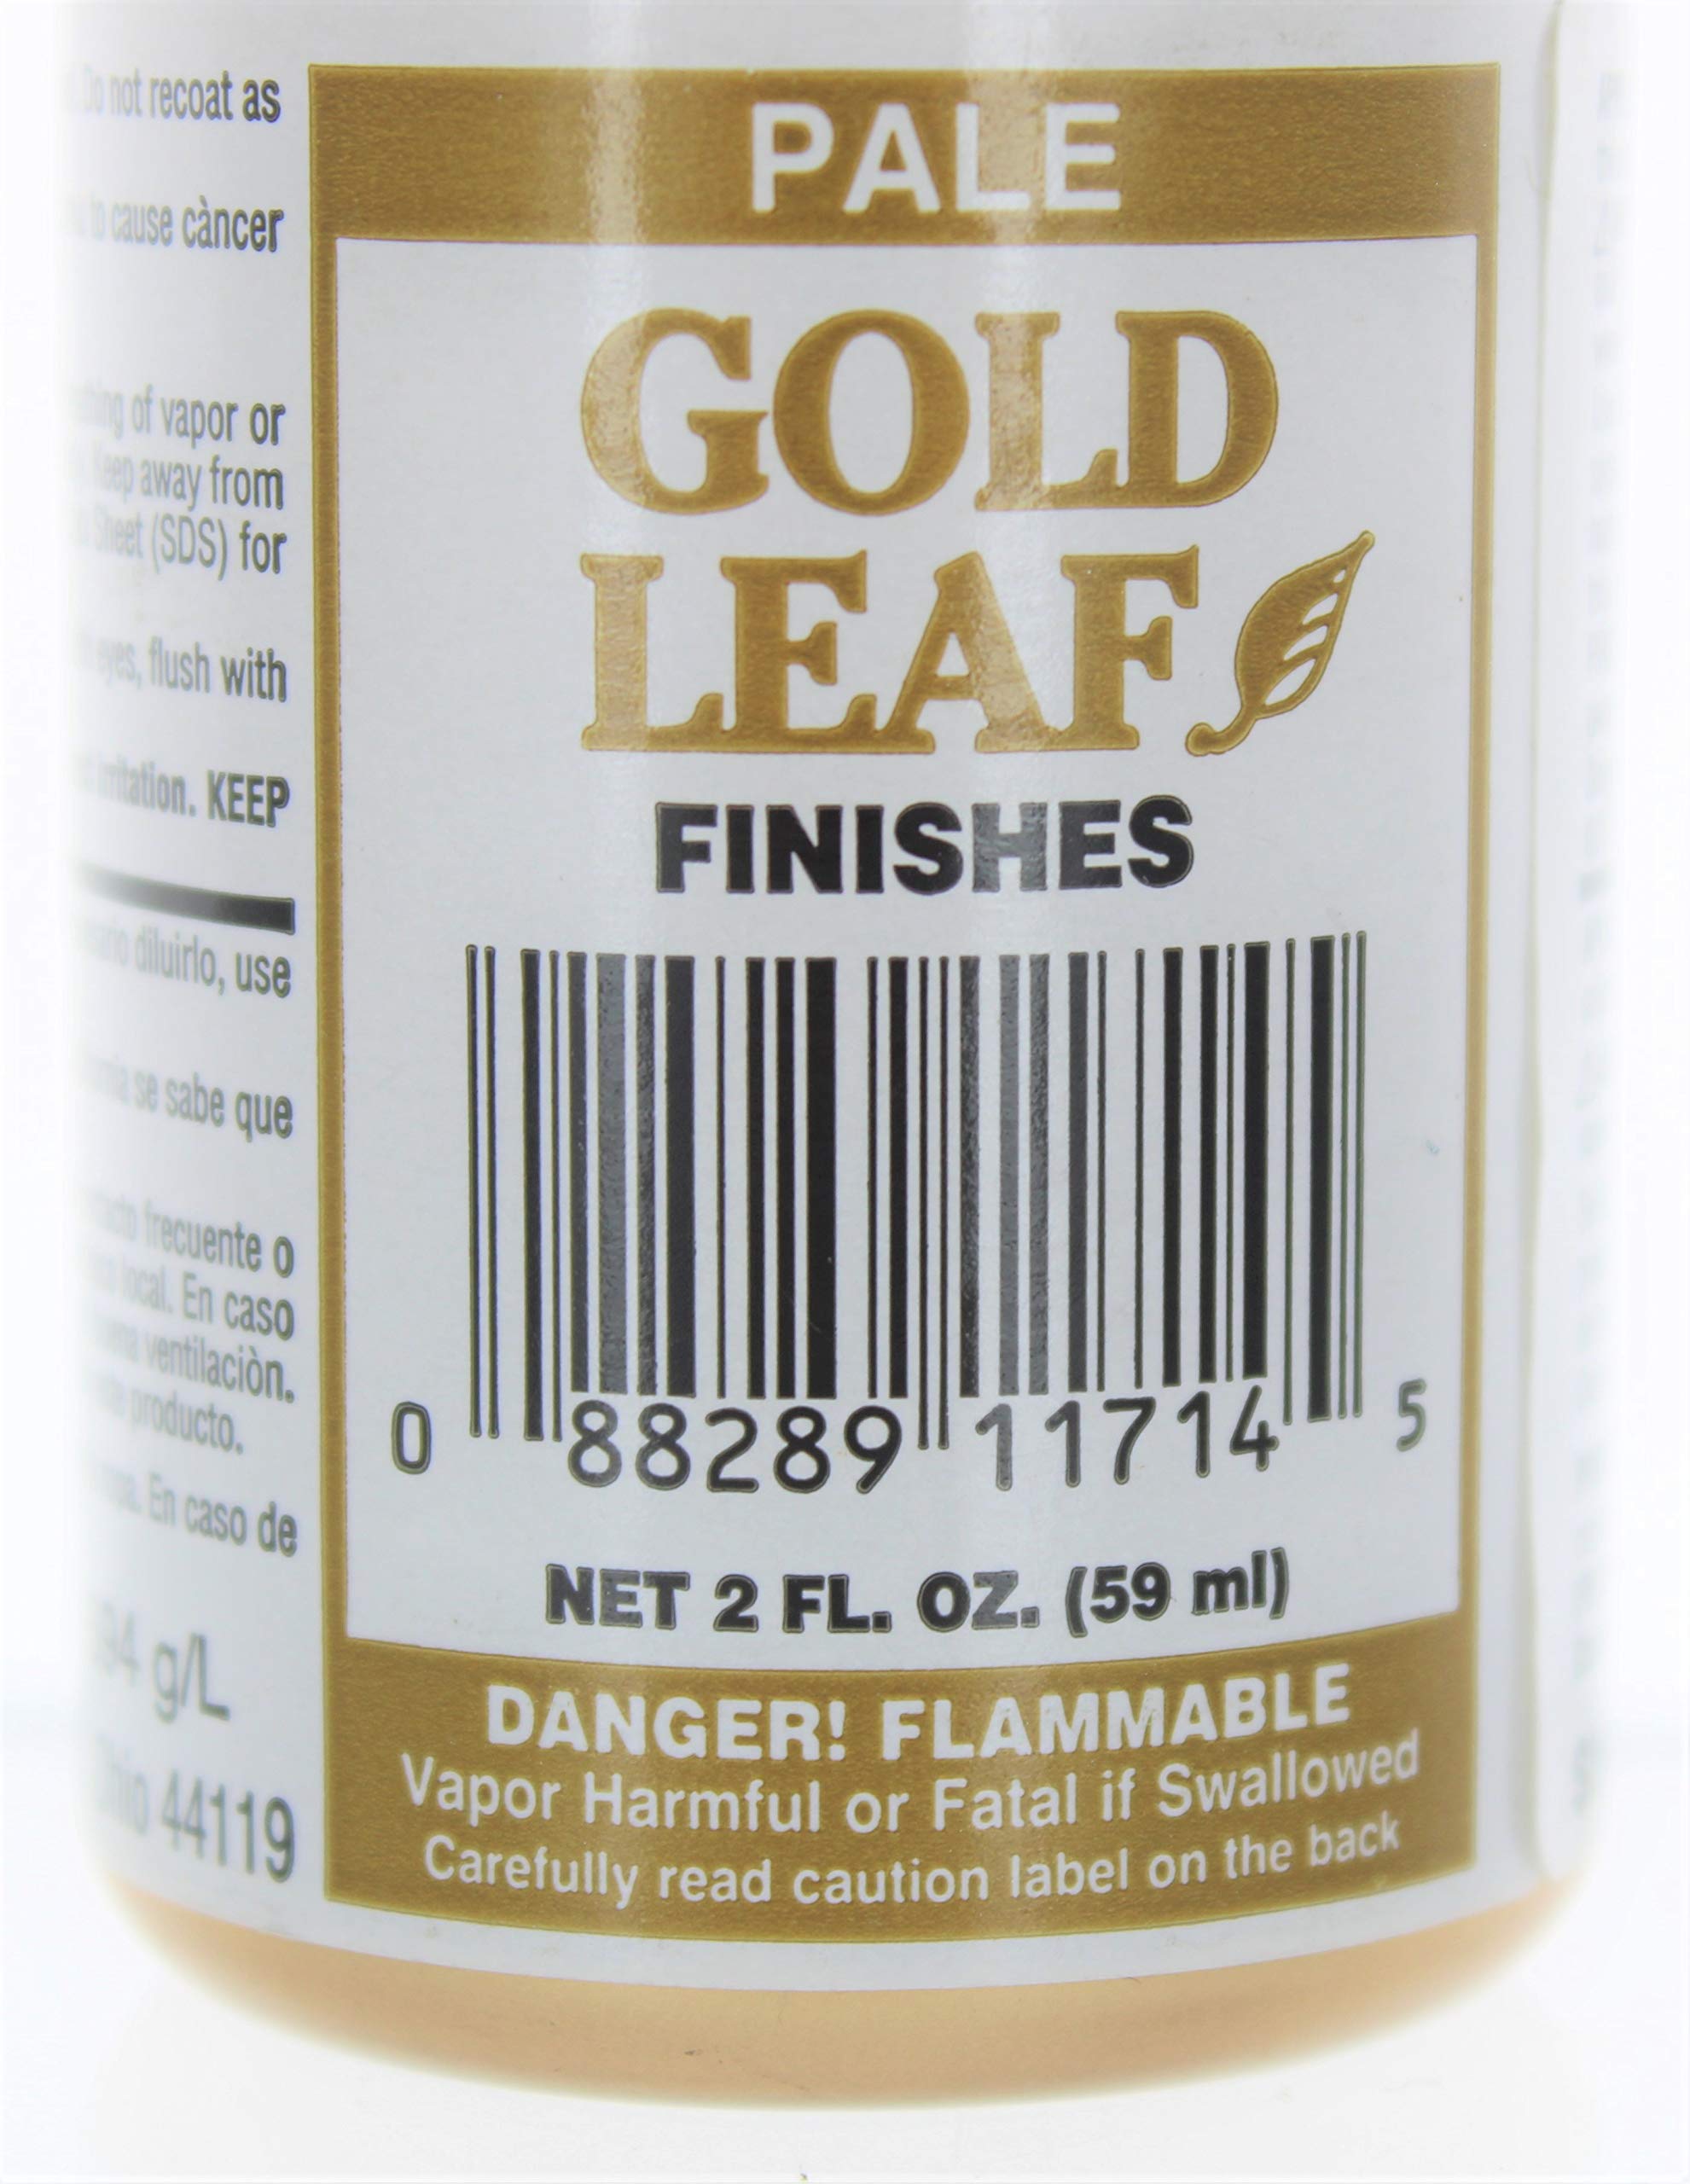 Do not recoat as
to cause càncer
of vapor or
Keep away from
Sheet (SDS) for
eyes, flush with
irritation. KEEP
diluirlo, use
se sabe que
frecuente o
local. En caso
ventilaciòn.
producto.
En caso de
94 g/L
44119
PALE
GOLD
LEAF
FINISHES
0 88289 11714 5
NET 2 FL. OZ. (59 ml)
DANGER! FLAMMABLE
Vapor Harmful or Fatal if Swallowed
Carefully read caution label on the back